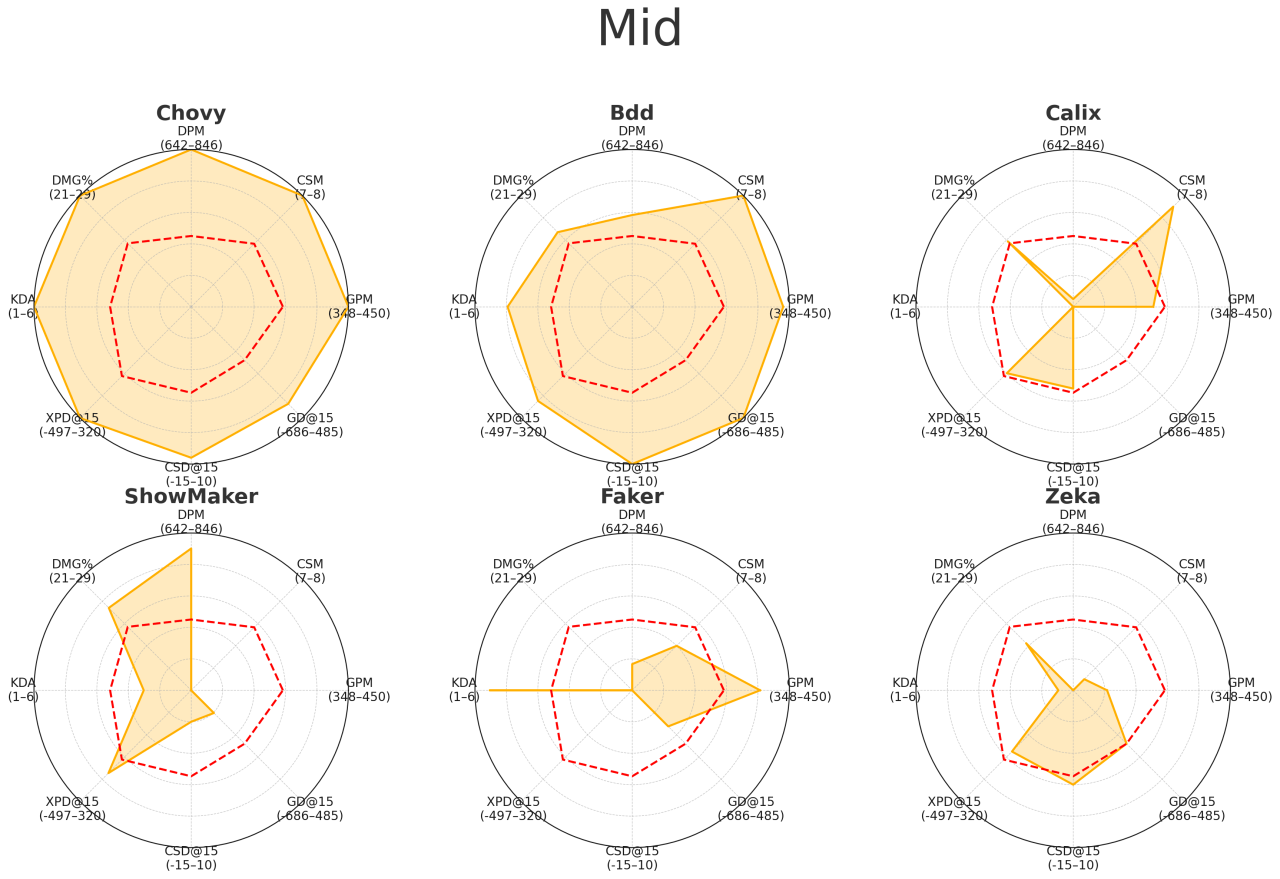 Mid
Chovy
DPM
(642–846)
DMG%
(21–29)
CSM
(7–8)
KDA
(1–6)
GPM
(348–450)
XPD@15
(-497–320)
GD@15
(-686–485)
CSD@15
(-15–10)
Bdd
DPM
(642–846)
DMG%
(21–29)
CSM
(7–8)
KDA
(1–6)
GPM
(348–450)
XPD@15
(-497–320)
GD@15
(-686–485)
CSD@15
(-15–10)
Calix
DPM
(642–846)
DMG%
(21–29)
CSM
(7–8)
KDA
(1–6)
GPM
(348–450)
XPD@15
(-497–320)
GD@15
(-686–485)
CSD@15
(-15–10)
ShowMaker
DPM
(642–846)
DMG%
(21–29)
CSM
(7–8)
KDA
(1–6)
GPM
(348–450)
XPD@15
(-497–320)
GD@15
(-686–485)
CSD@15
(-15–10)
Faker
DPM
(642–846)
DMG%
(21–29)
CSM
(7–8)
KDA
(1–6)
GPM
(348–450)
XPD@15
(-497–320)
GD@15
(-686–485)
CSD@15
(-15–10)
Zeka
DPM
(642–846)
DMG%
(21–29)
CSM
(7–8)
KDA
(1–6)
GPM
(348–450)
XPD@15
(-497–320)
GD@15
(-686–485)
CSD@15
(-15–10)